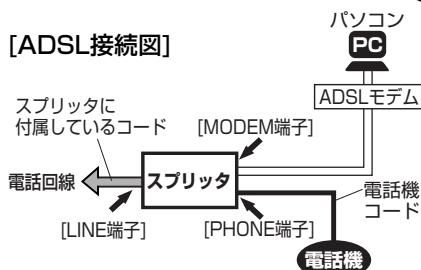 [ADSL接続図]
パソコン
PC
ADSLモデム
スプリッタに
付属しているコード
[MODEM端子]
電話回線
スプリッタ
電話機
コード
[LINE端子]
[PHONE端子]
電話機